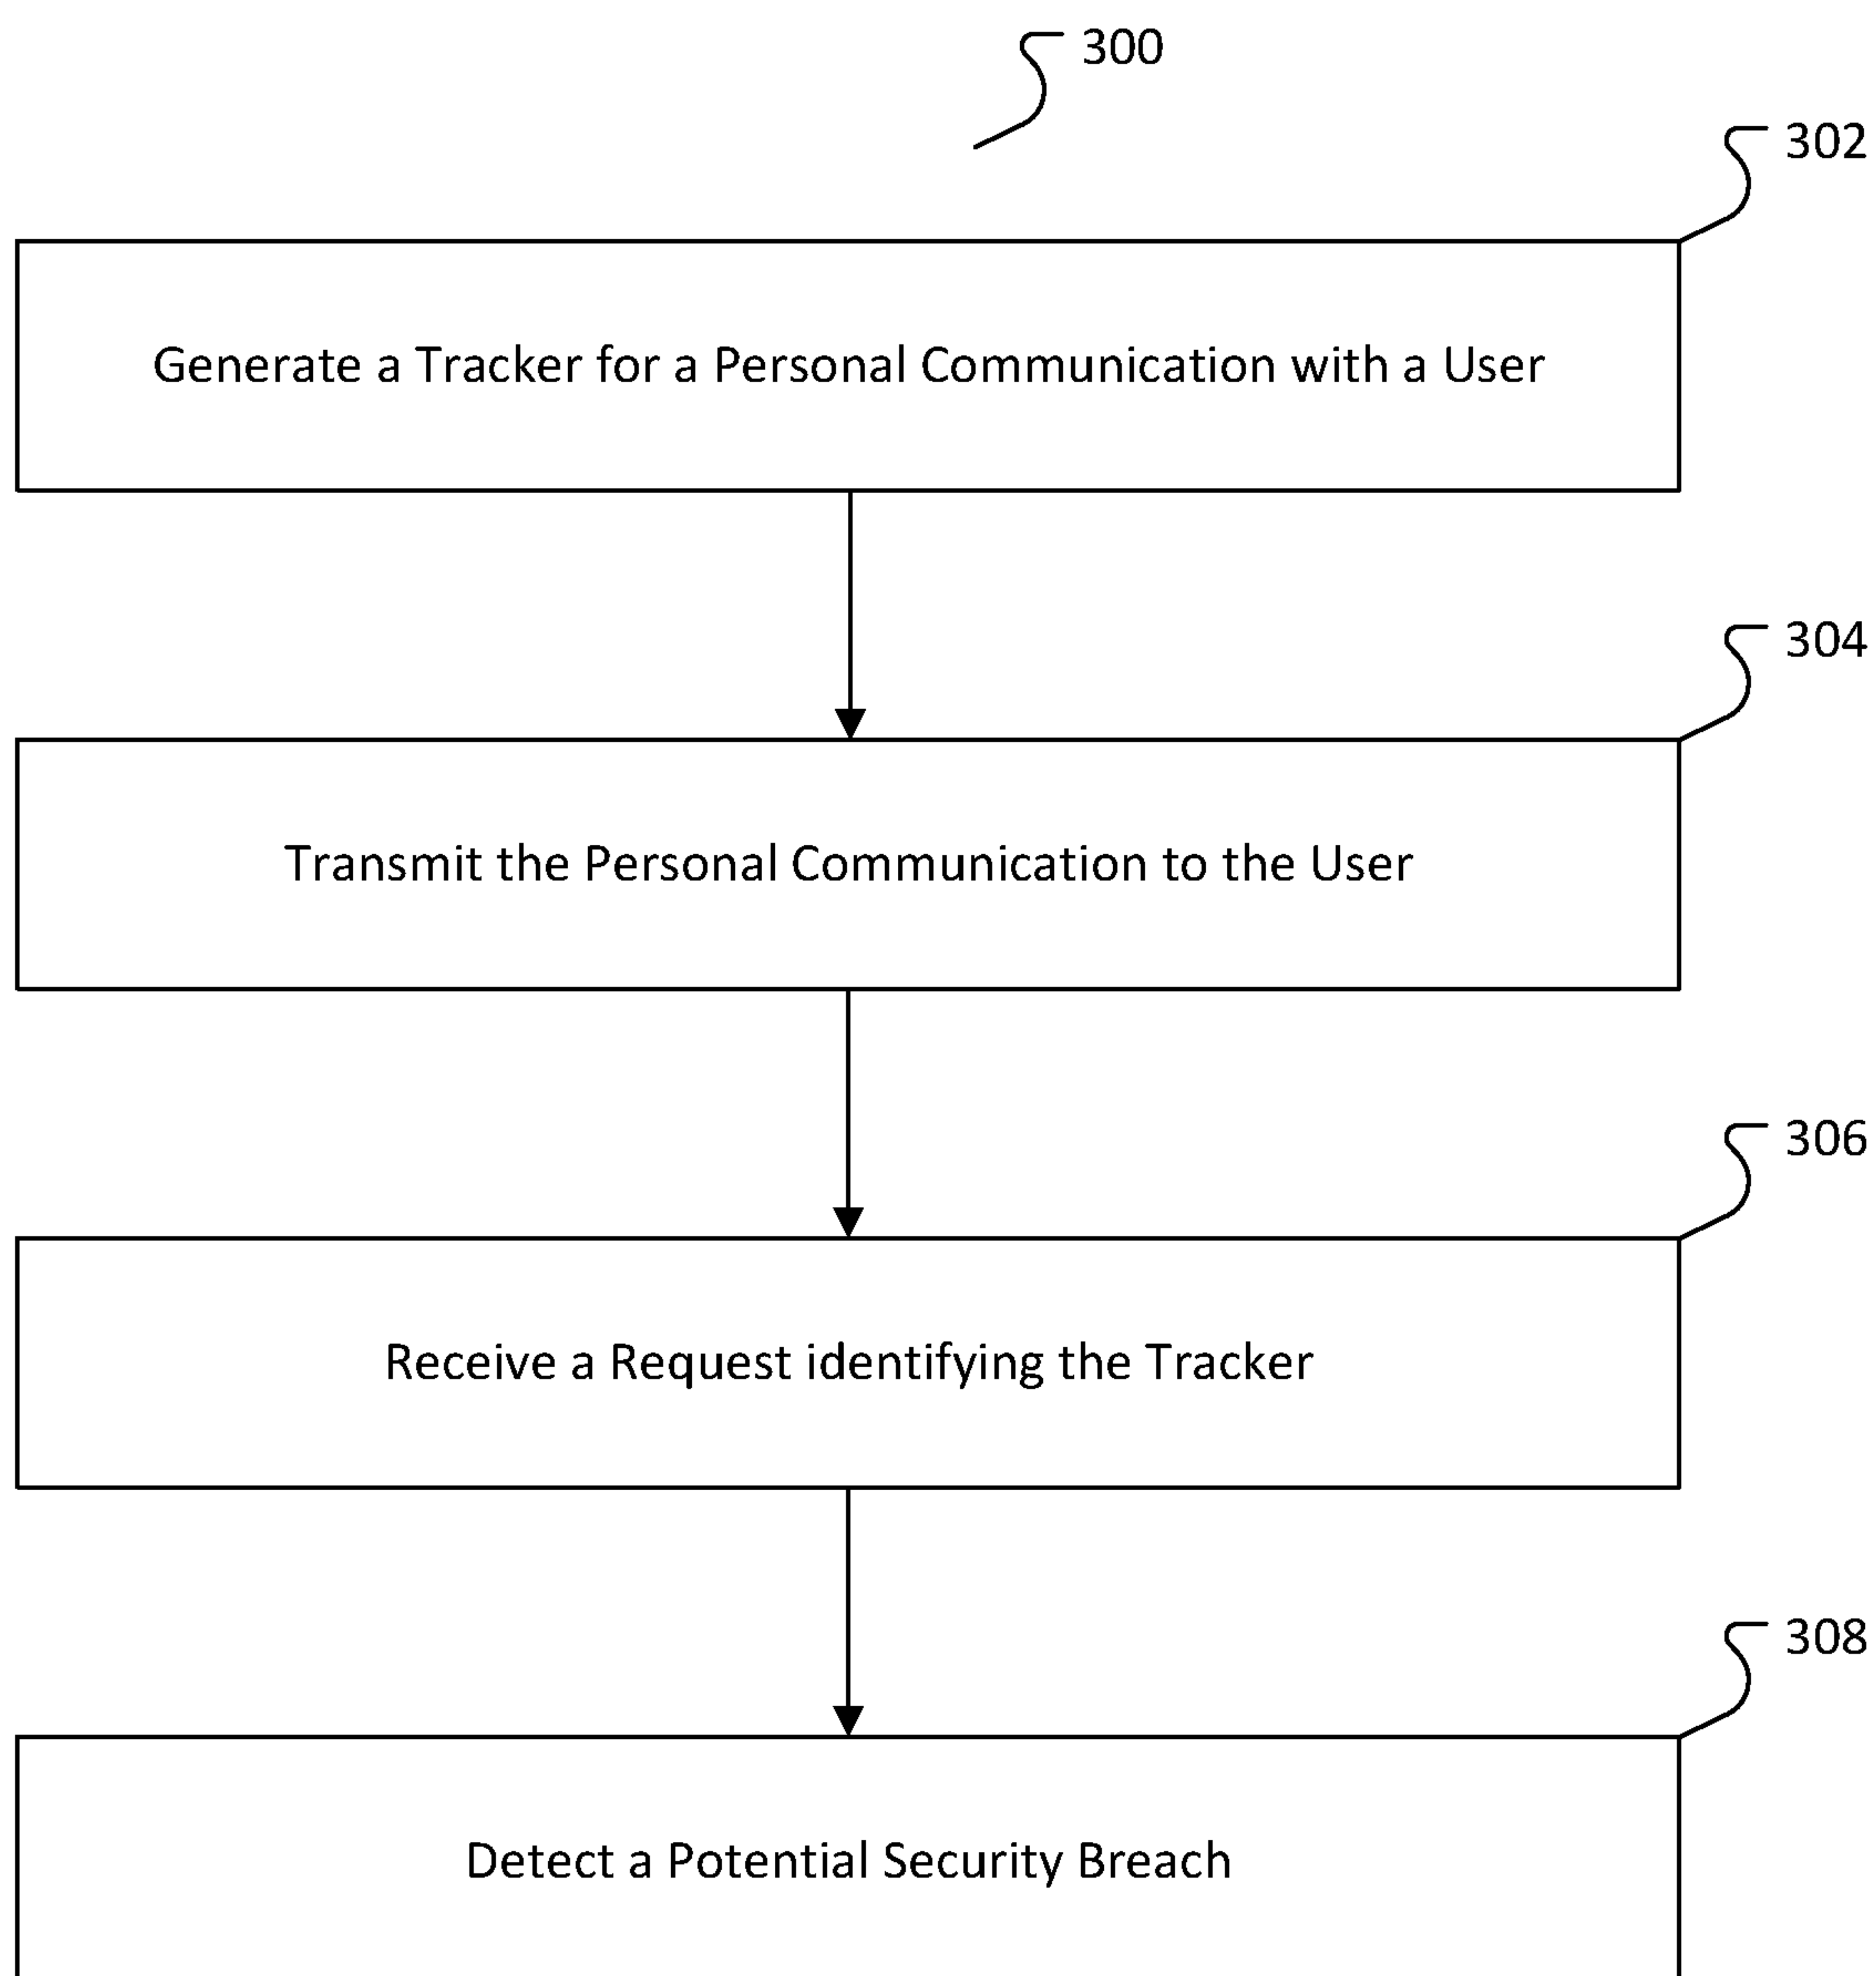 300
302
Generate a Tracker for a Personal Communication with a User
304
Transmit the Personal Communication to the User
306
Receive a Request identifying the Tracker
308
Detect a Potential Security Breach